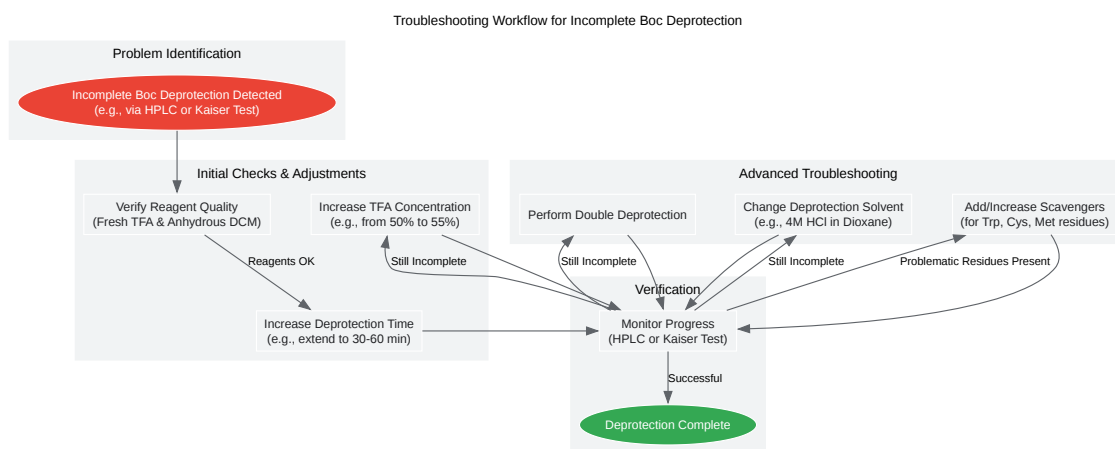 Troubleshooting Workflow for Incomplete Boc Deprotection
Problem Identification
Incomplete Boc Deprotection Detected
(e.g., via HPLC or Kaiser Test)
Initial Checks & Adjustments
Verify Reagent Quality
(Fresh TFA & Anhydrous DCM)
Increase TFA Concentration
(e.g., from 50% to 55%)
Advanced Troubleshooting
Perform Double Deprotection
Change Deprotection Solvent
(e.g., 4M HCl in Dioxane)
Add/Increase Scavengers
(for Trp, Cys, Met residues)
Reagents OK
Still Incomplete
Still Incomplete
Still Incomplete
Problematic Residues Present
Verification
Increase Deprotection Time
(e.g., extend to 30-60 min)
Monitor Progress
(HPLC or Kaiser Test)
Successful
Deprotection Complete